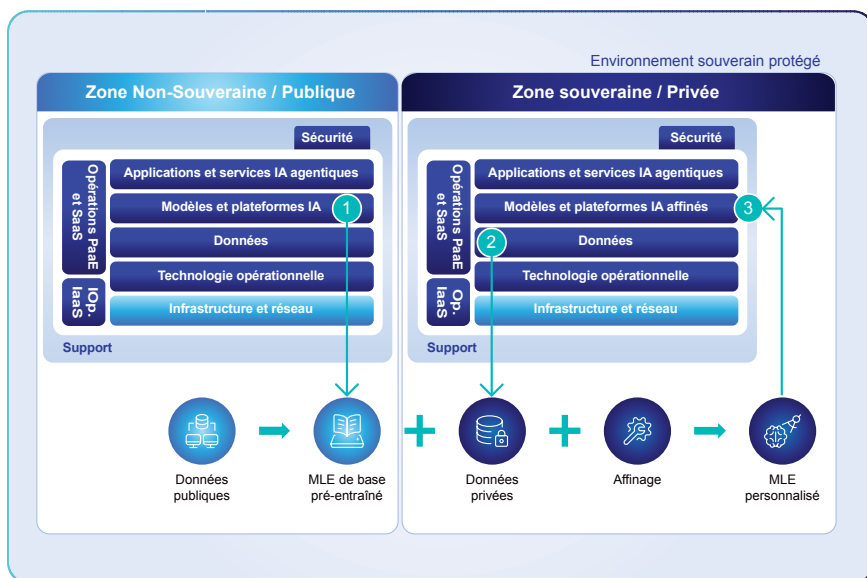 Environnement souverain protégé
Zone Non-Souveraine / Publique
Sécurité
Opérations PaaE
et SaaS
IOp.
IaaS
Applications et services IA agentiques
Modèles et plateformes IA
1
Données
Technologie opérationnelle
Infrastructure et réseau
Support
Zone souveraine / Privée
Sécurité
Opérations PaaE
et SaaS
Op.
IaaS
Applications et services IA agentiques
Modèles et plateformes IA affinés
3
2
Données
Technologie opérationnelle
Infrastructure et réseau
Support
Données
publiques
MLE de base
pré-entraîné
Données
privées
Affinage
MLE
personnalisé